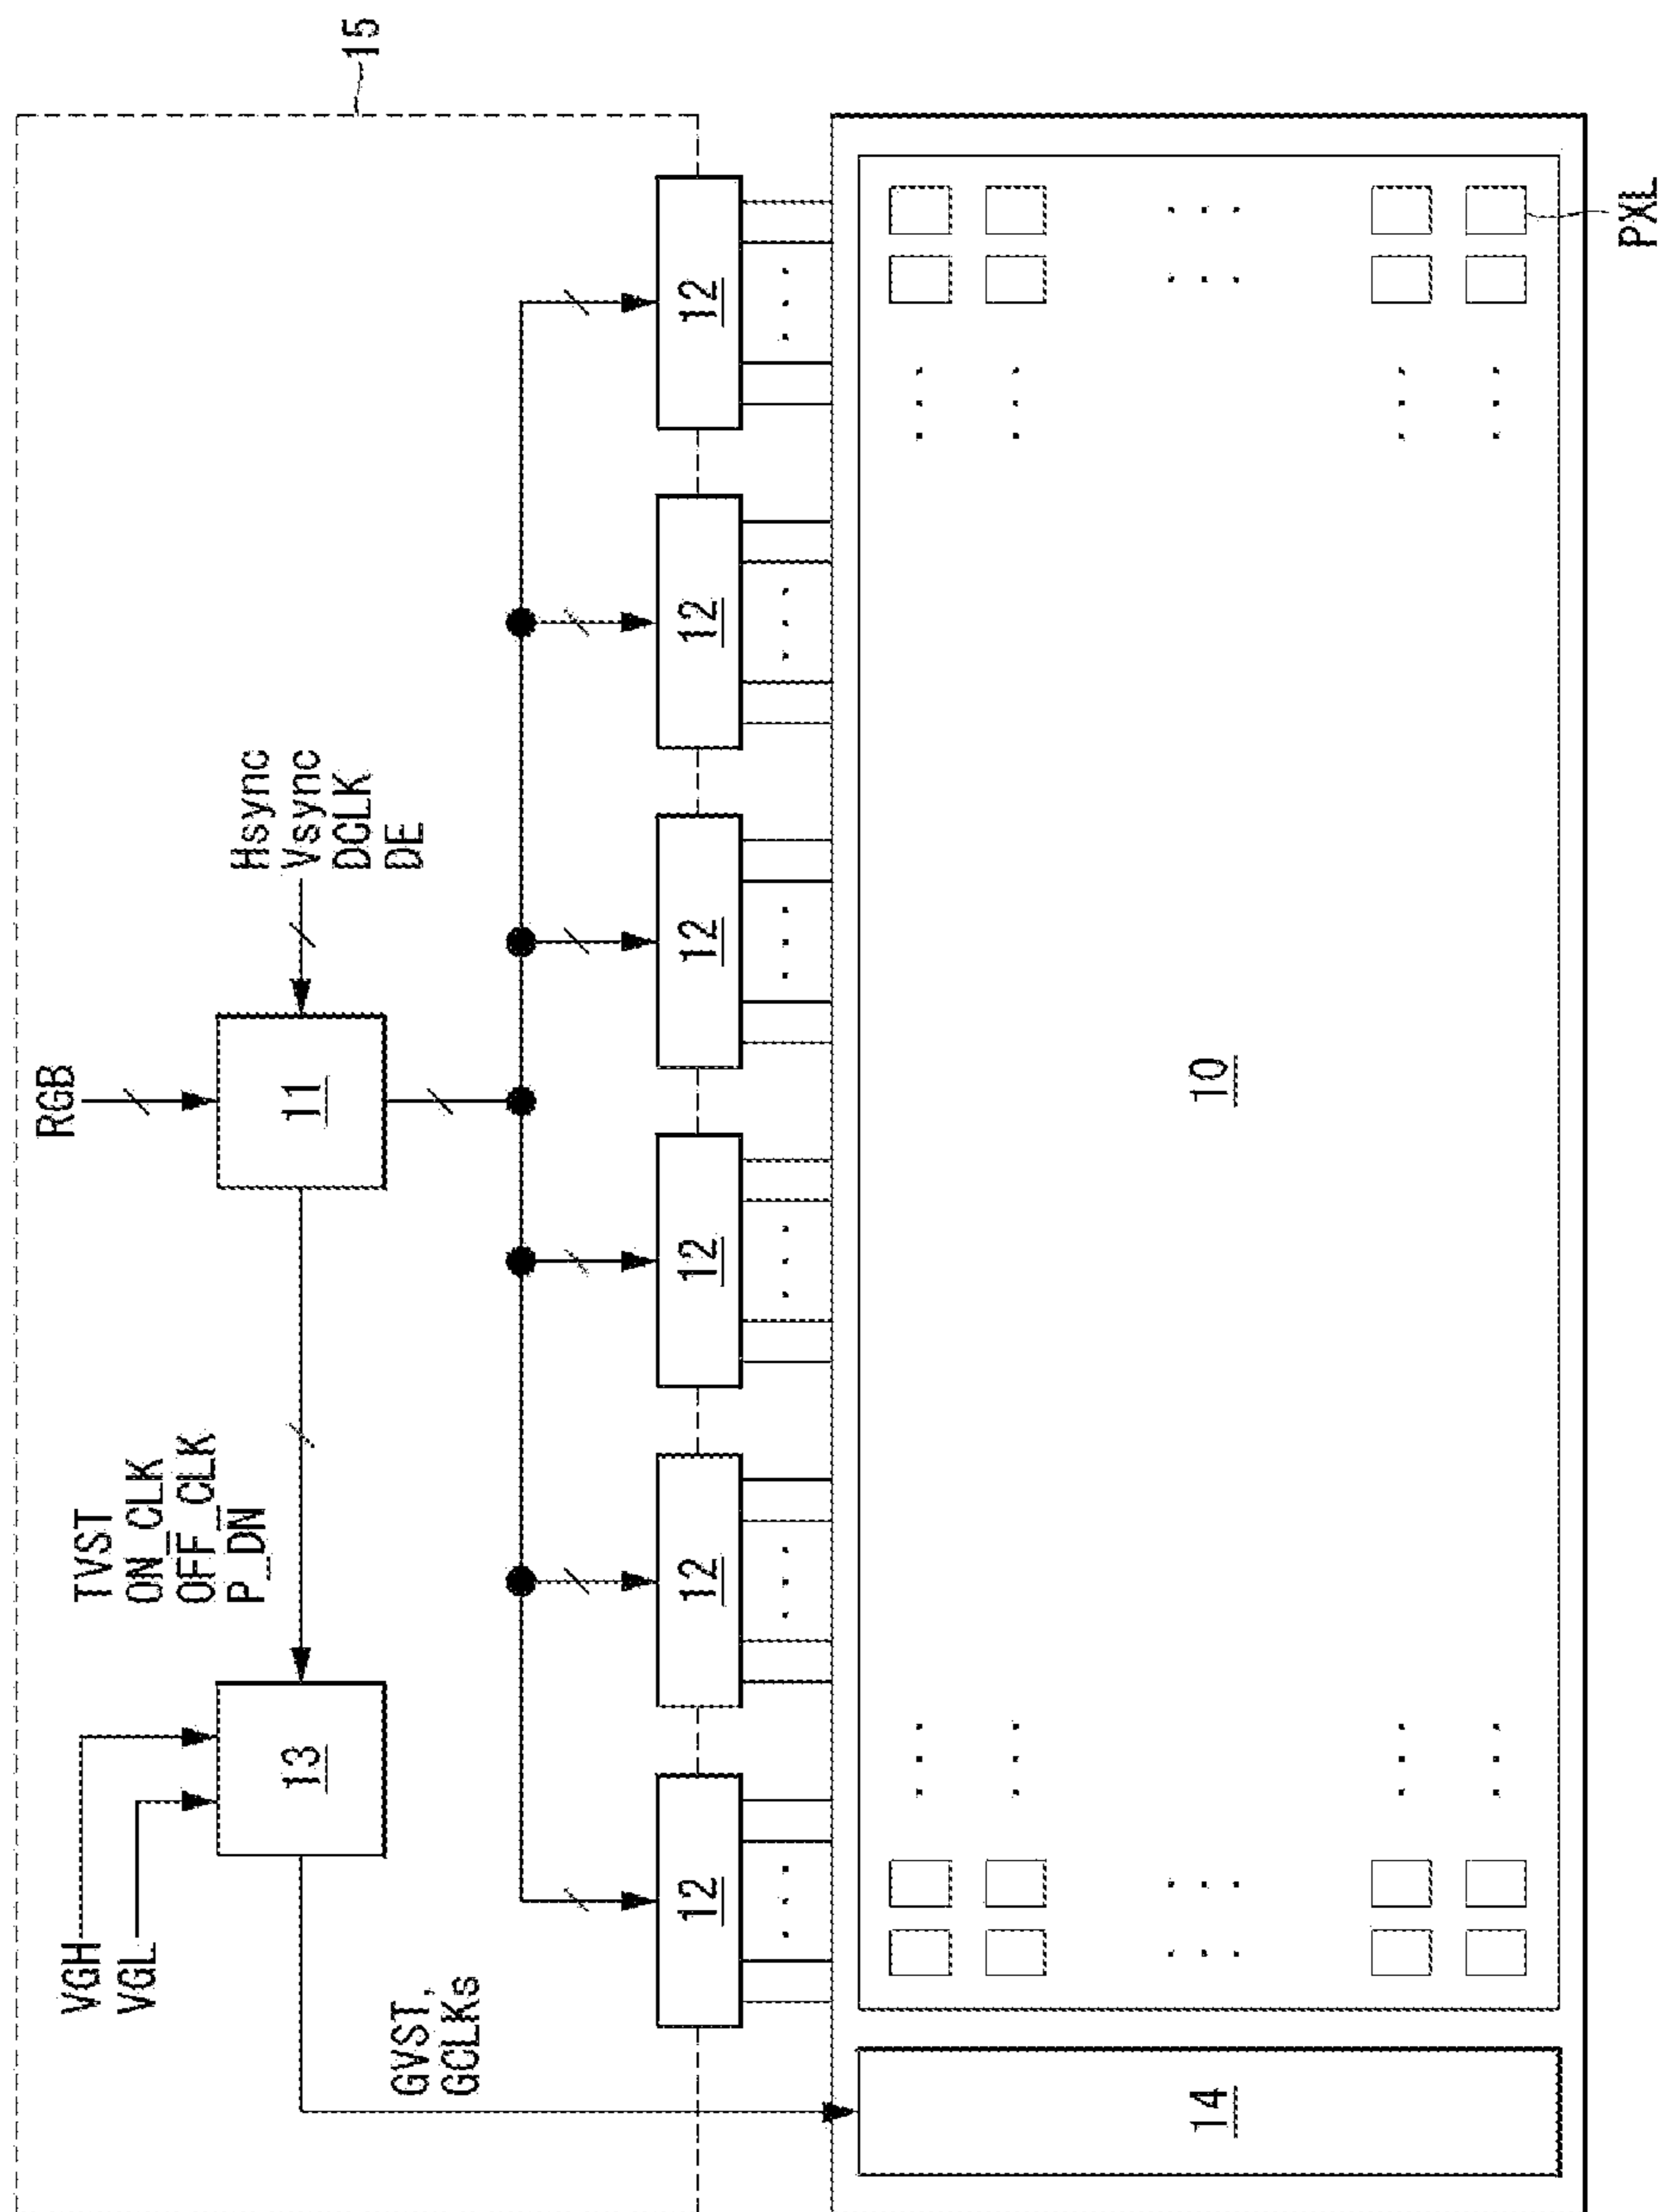 15
RGB
Hsync
Vsync
DCLK
DE
11
TVST
ON_CLK
OFF_CLK
P_DN
VGH
VGL
13
GVST,
GCLKs
12
12
12
12
12
12
14
10
PXL